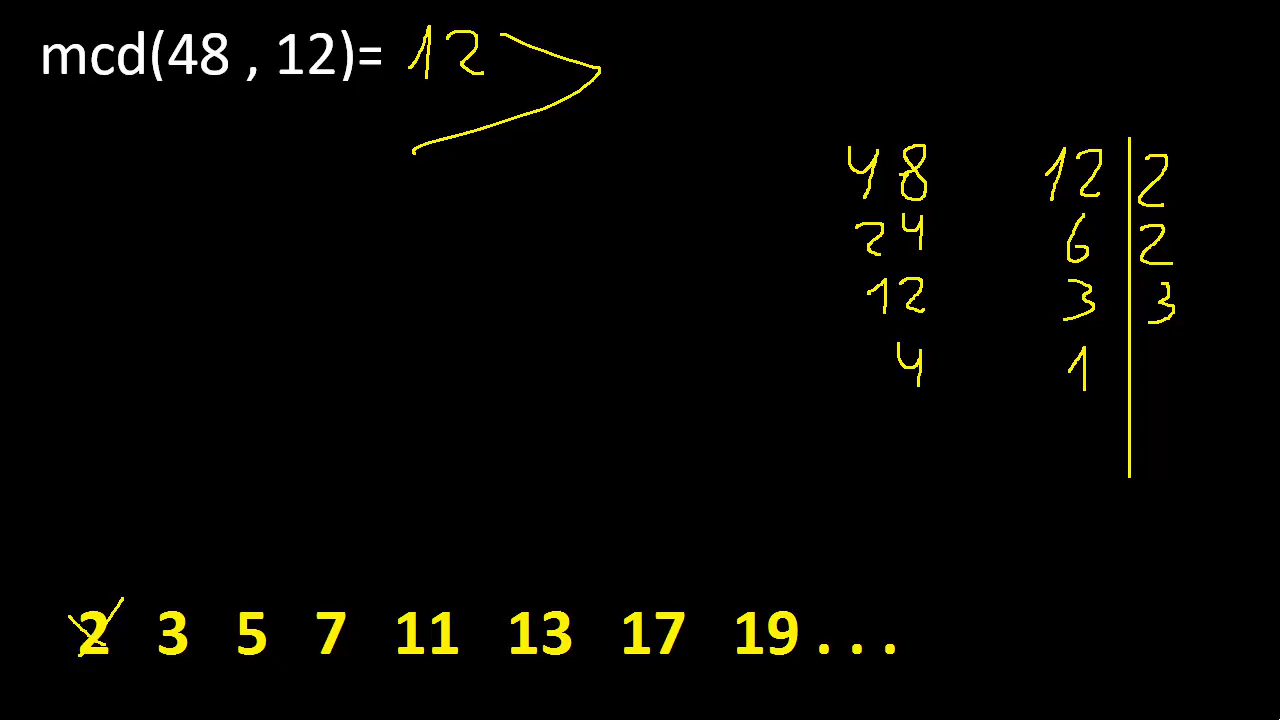 mcd(48 , 12)= 12
48 12 2
24 6 2
12 3 3
4 1
2 3 5 7 11 13 17 19 . . .